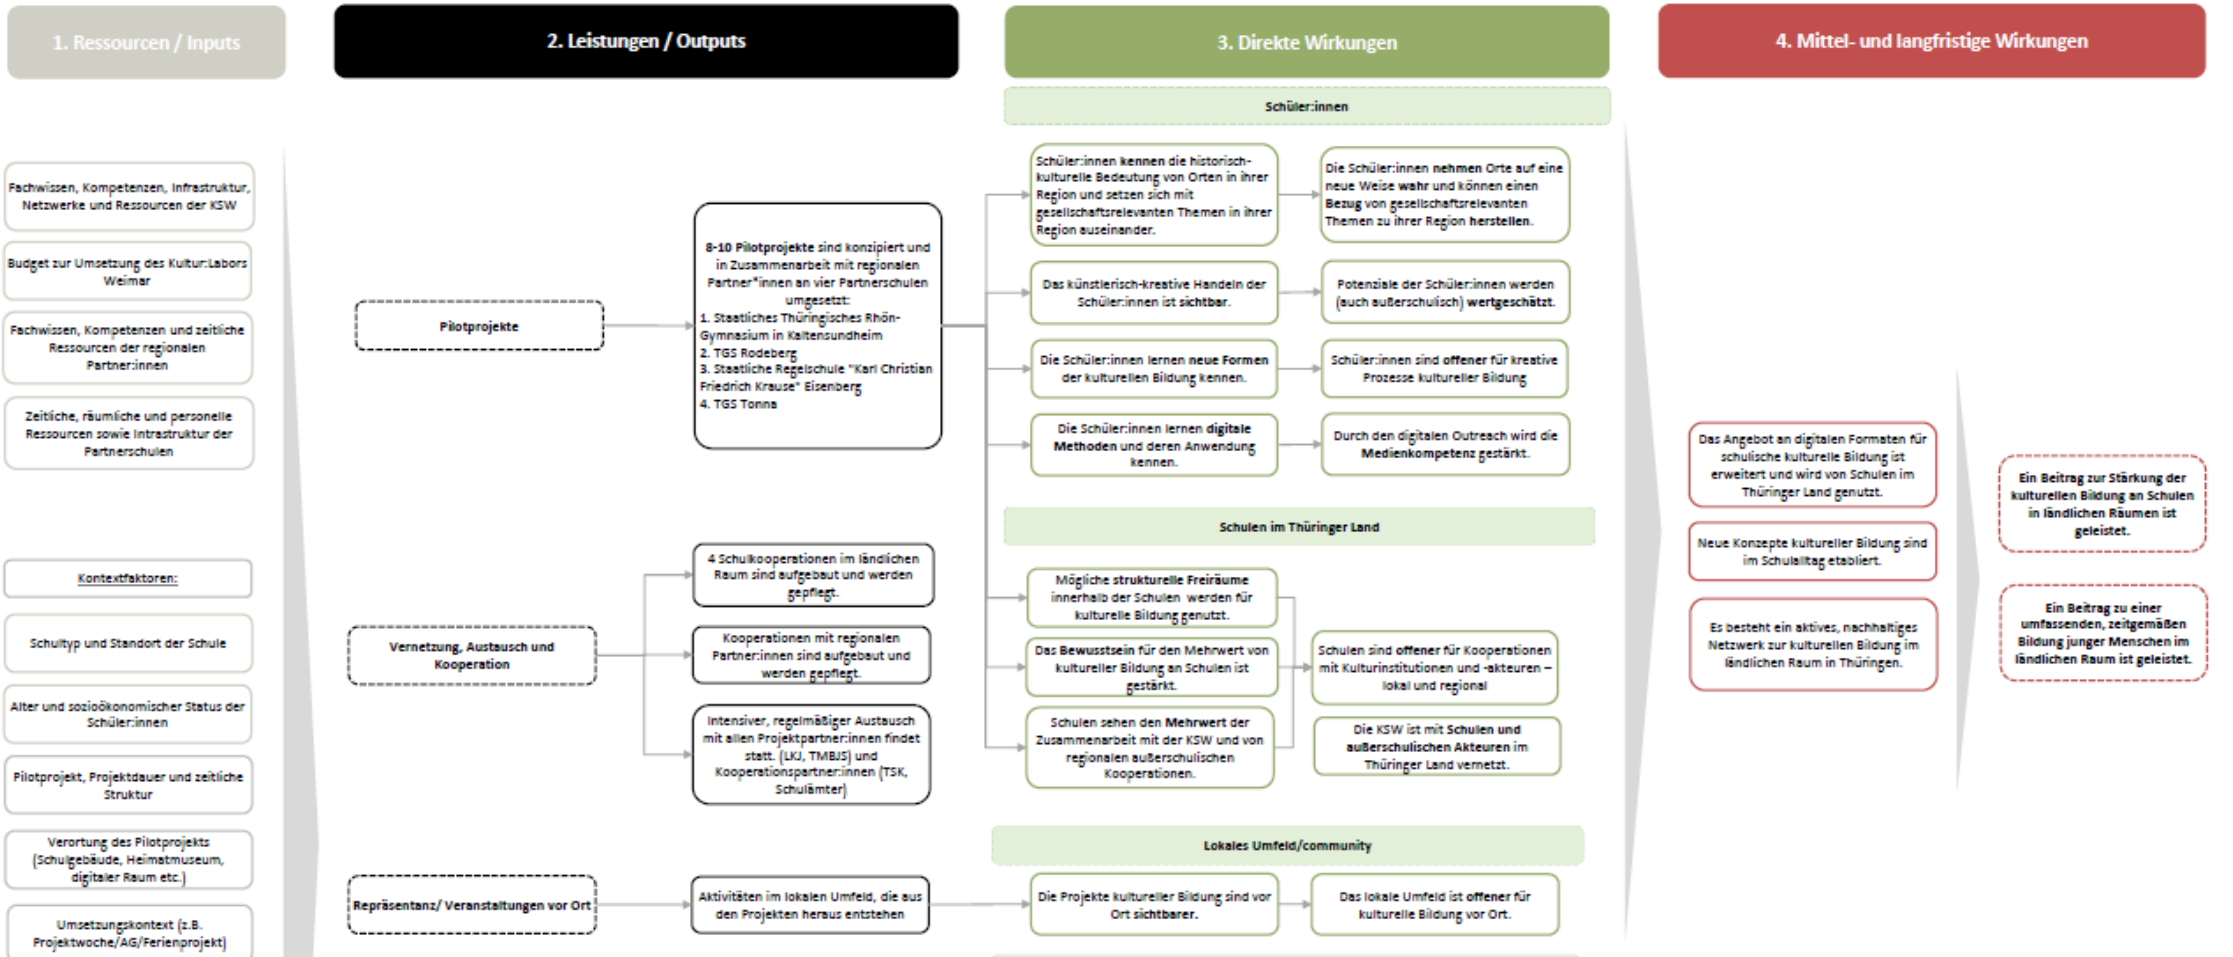 1. Ressourcen / Inputs
2. Leistungen / Outputs
3. Direkte Wirkungen
4. Mittel- und langfristige Wirkungen
Fachwissen, Kompetenzen, Infrastruktur,
Netzwerke und Ressourcen der KSW
Budget zur Umsetzung des Kultur:Labors
Weimar
Fachwissen, Kompetenzen und zeitliche
Ressourcen der regionalen
Partner:innen
Zeitliche, räumliche und personelle
Ressourcen sowie Intrastruktur der
Partnerschulen
Kontextfaktoren:
Schultyp und Standort der Schule
Alter und sozioökonomischer Status der
Schüler:innen
Pilotprojekt, Projektdauer und zeitliche
Struktur
Verortung des Pilotprojekts
(Schulgebäude, Heimatmuseum,
digitaler Raum etc.)
Umsetzungskontext (z.B.
Projektwoche/AG/Ferienprojekt)
Pilotprojekte
8-10 Pilotprojekte sind konzipiert und
in Zusammenarbeit mit regionalen
Partner*innen an vier Partnerschulen
umgesetzt:
1. Staatliches Thüringisches Rhön-
Gymnasium in Kaltensundheim
2. TGS Rodeberg
3. Staatliche Regelschule "Karl Christian
Friedrich Krause" Eisenberg
4. TGS Tonna
Vernetzung, Austausch und
Kooperation
4 Schulkooperationen im ländlichen
Raum sind aufgebaut und werden
gepflegt.
Kooperationen mit regionalen
Partner:innen sind aufgebaut und
werden gepflegt.
Intensiver, regelmäßiger Austausch
mit allen Projektpartner:innen findet
statt. (LKJ, TMBJS) und
Kooperationspartner:innen (TSK,
Schulämter)
Repräsentanz/ Veranstaltungen vor Ort
Aktivitäten im lokalen Umfeld, die aus
den Projekten heraus entstehen
Schüler:innen
Schüler:innen kennen die historisch-
kulturelle Bedeutung von Orten in ihrer
Region und setzen sich mit
gesellschaftsrelevanten Themen in ihrer
Region auseinander.
Die Schüler:innen nehmen Orte auf eine
neue Weise wahr und können einen
Bezug von gesellschaftsrelevanten
Themen zu ihrer Region herstellen.
Das künstlerisch-kreative Handeln der
Schüler:innen ist sichtbar.
Potenziale der Schüler:innen werden
(auch außerschulisch) wertgeschätzt.
Die Schüler:innen lernen neue Formen
der kulturellen Bildung kennen.
Schüler:innen sind offener für kreative
Prozesse kultureller Bildung
Die Schüler:innen lernen digitale
Methoden und deren Anwendung
kennen.
Durch den digitalen Outreach wird die
Medienkompetenz gestärkt.
Schulen im Thüringer Land
Mögliche strukturelle Freiräume
innerhalb der Schulen werden für
kulturelle Bildung genutzt.
Das Bewusstsein für den Mehrwert von
kultureller Bildung an Schulen ist
gestärkt.
Schulen sehen den Mehrwert der
Zusammenarbeit mit der KSW und von
regionalen außerschulischen
Kooperationen.
Schulen sind offener für Kooperationen
mit Kulturinstitutionen und -akteuren –
lokal und regional
Die KSW ist mit Schulen und
außerschulischen Akteuren im
Thüringer Land vernetzt.
Lokales Umfeld/community
Die Projekte kultureller Bildung sind vor
Ort sichtbarer.
Das lokale Umfeld ist offener für
kulturelle Bildung vor Ort.
Das Angebot an digitalen Formaten für
schulische kulturelle Bildung ist
erweitert und wird von Schulen im
Thüringer Land genutzt.
Neue Konzepte kultureller Bildung sind
im Schulalltag etabliert.
Es besteht ein aktives, nachhaltiges
Netzwerk zur kulturellen Bildung im
ländlichen Raum in Thüringen.
Ein Beitrag zur Stärkung der
kulturellen Bildung an Schulen
in ländlichen Räumen ist
geleistet.
Ein Beitrag zu einer
umfassenden, zeitgemäßen
Bildung junger Menschen im
ländlichen Raum ist geleistet.